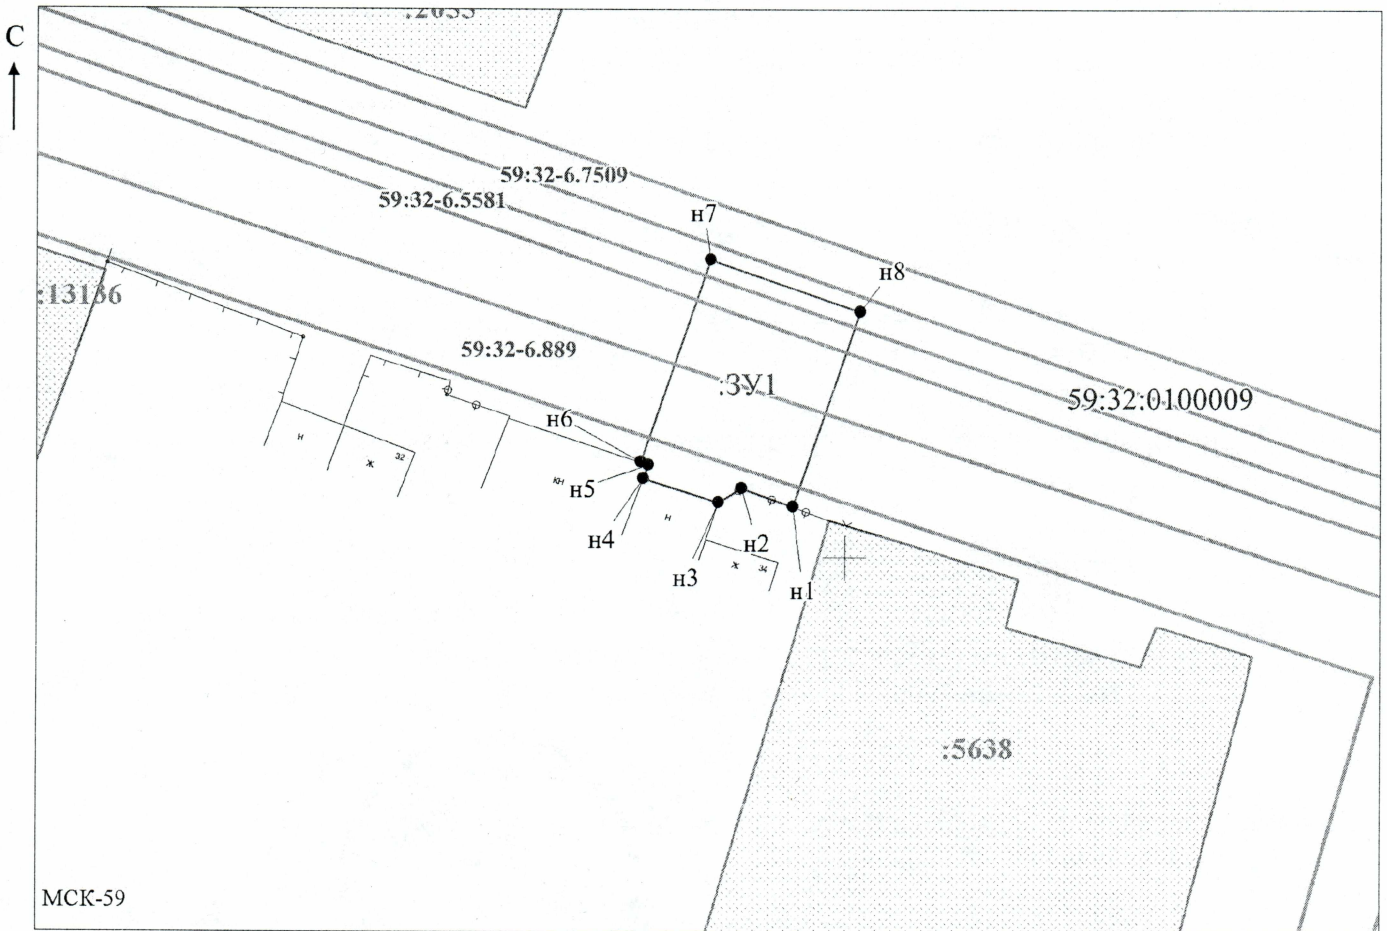 :2033
С
59:32-6.7509
59:32-6.5581
н7
н8
:13136
59:32-6.889
:ЗУ1
59:32:0100009
н6
н
ж
32
кн
н5
н4
н
н2
н3
ж
34
н1
:5638
МСК-59